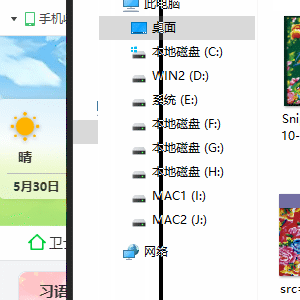 手机
此电脑
桌面
本地磁盘 (C:)
WIN2 (D:)
系统 (E:)
本地磁盘 (F:)
本地磁盘 (G:)
本地磁盘 (H:)
MAC1 (I:)
MAC2 (J:)
网络
晴
5月30日
卫
习语
Sni
10-
src